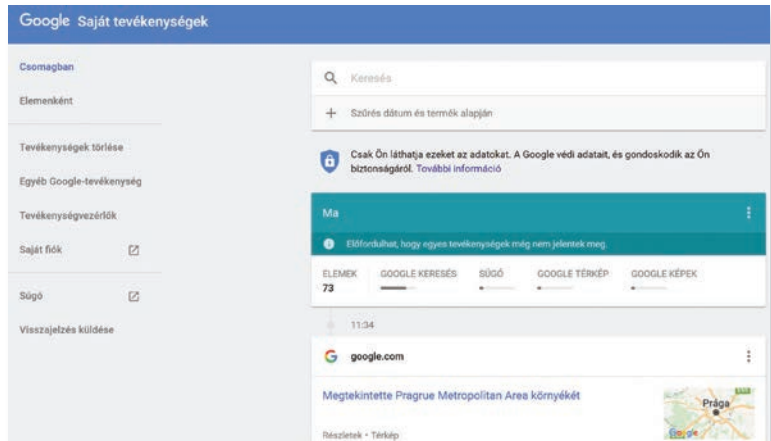 Google Saját tevékenységek
Csomagban
Elemenként
Tevékenységek törlése
Egyéb Google-tevékenység
Tevékenységvezérlők
Saját fiók
Súgó
Visszajelzés küldése
Keresés
Szűrés dátum és termék alapján
Csak Ön láthatja ezeket az adatokat. A Google védi adatait, és gondoskodik az Ön
biztonságáról. További információ
Ma
Előfordulhat, hogy egyes tevékenységek még nem jelentek meg.
ELEMEK GOOGLE KERESÉS SÚGÓ GOOGLE TÉRKÉP GOOGLE KÉPEK
73
11:34
google.com
Megtekintette Pragrue Metropolitan Area környékét
Prága
Google
Részletek • Térkép